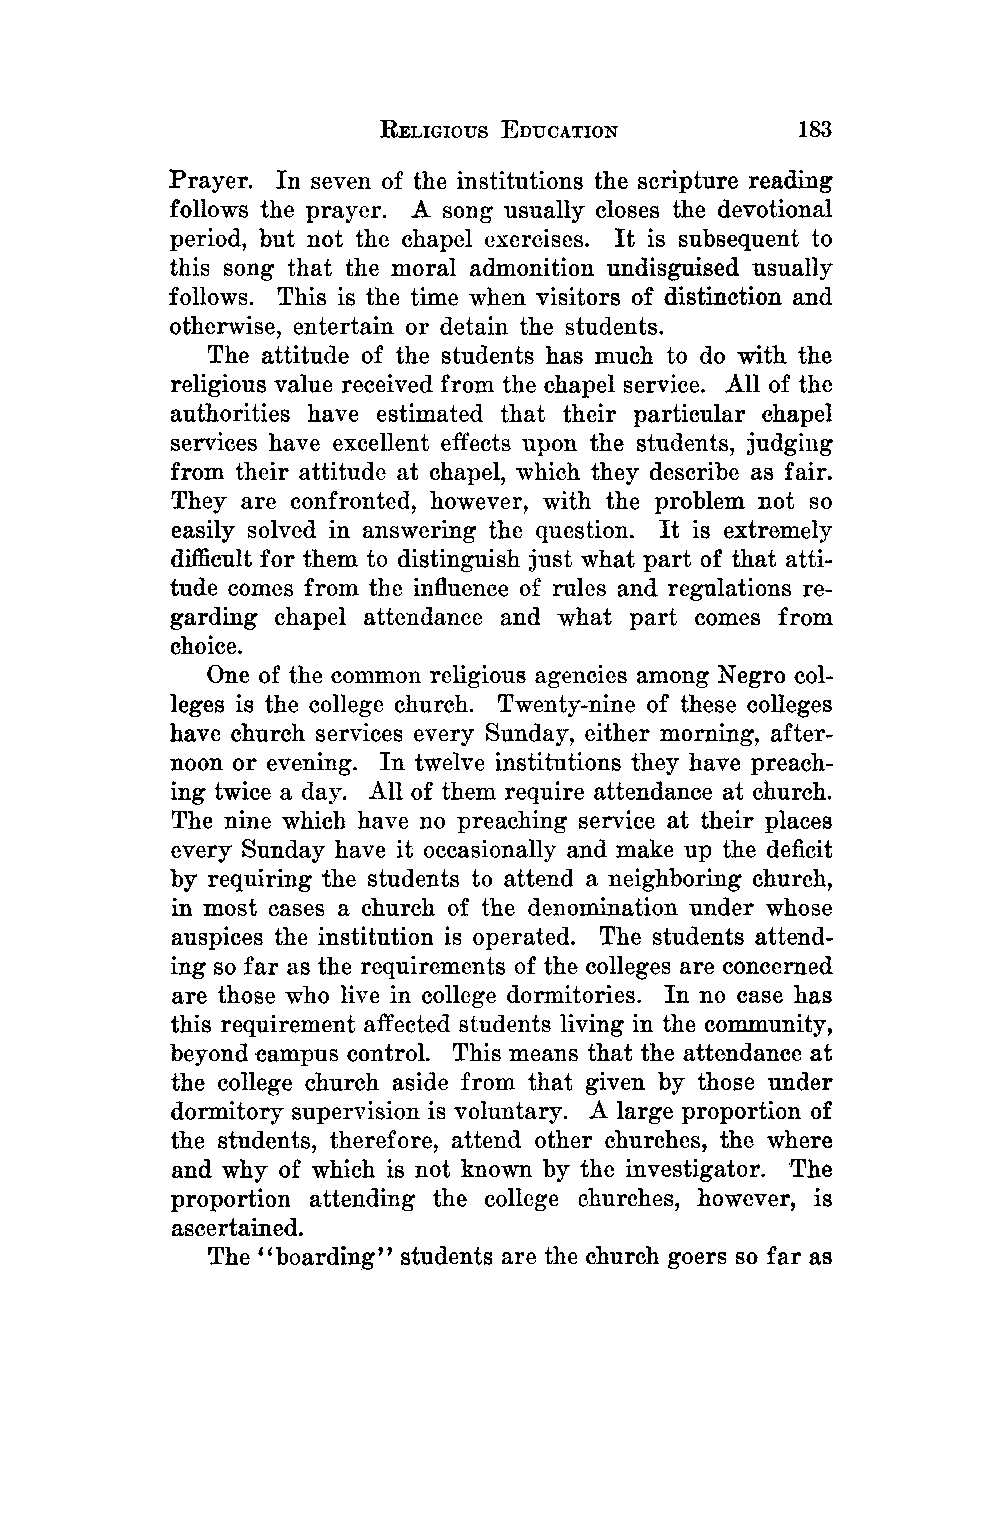 RELIGIOUS EDUCATION 183
Prayer. In seven of the institutions the scripture reading
follows the prayer. A song usually closes the devotional
period, but not the chapel exercises. It is subsequent to
this song that the moral admonition undisguised usually
follows. This is the time when visitors of distinction and
otherwise, entertain or detain the students.
The attitude of the students has much to do with the
religious value received from the chapel service. All of the
authorities have estimated that their particular chapel
services have excellent effects upon the students, judging
from their attitude at chapel, which they describe as fair.
They are confronted, however, with the problem not so
easily solved in answering the question. It is extremely
difficult for them to distinguish just what part of that atti-
tude comes from the influence of rules and regulations re-
garding chapel attendance and what part comes from
choice.
One of the common religious agencies among Negro col-
leges is the college church. Twenty-nine of these colleges
have church services every Sunday, either morning, after-
noon or evening. In twelve institutions they have preach-
ing twice a day. All of them require attendance at church.
The nine which have no preaching service at their places
every Sunday have it occasionally and make up the deficit
by requiring the students to attend a neighboring church,
in most cases a church of the denomination under whose
auspices the institution is operated. The students attend-
ing so far as the requirements of the colleges are concerned
are those who live in college dormitories. In no case has
this requirement affected students living in the community,
beyond campus control. This means that the attendance at
the college church aside from that given by those under
dormitory supervision is voluntary. A large proportion of
the students, therefore, attend other churches, the where
and why of which is not known by the investigator. The
proportion attending the college churches, however, is
ascertained.
The "boarding" students are the church goers so far as